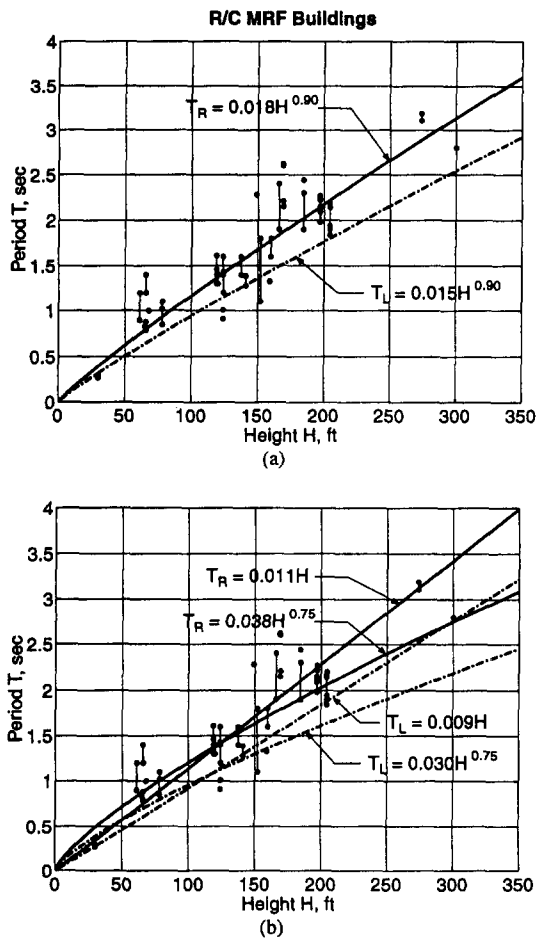 R/C MRF Buildings
4
3.5
3
2.5
2
1.5
1
0.5
0
Period T, sec
T_R = 0.018H^0.90
T_L = 0.015H^0.90
0 50 100 150 200 250 300 350
Height H, ft
(a)
4
3.5
3
2.5
2
1.5
1
0.5
0
Period T, sec
T_R = 0.011H
T_R = 0.038H^0.75
T_L = 0.009H
T_L = 0.030H^0.75
0 50 100 150 200 250 300 350
Height H, ft
(b)